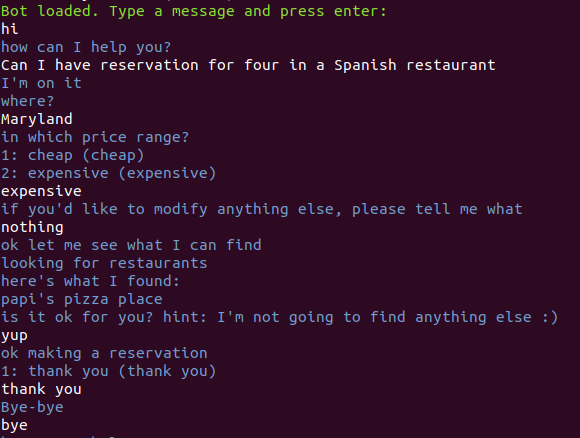 Bot loaded. Type a message and press enter:
hi
how can I help you?
Can I have reservation for four in a Spanish restaurant
I'm on it
where?
Maryland
in which price range?
1: cheap (cheap)
2: expensive (expensive)
expensive
if you'd like to modify anything else, please tell me what
nothing
ok let me see what I can find
looking for restaurants
here's what I found:
papi's pizza place
is it ok for you? hint: I'm not going to find anything else :)
yup
ok making a reservation
1: thank you (thank you)
thank you
Bye-bye
bye